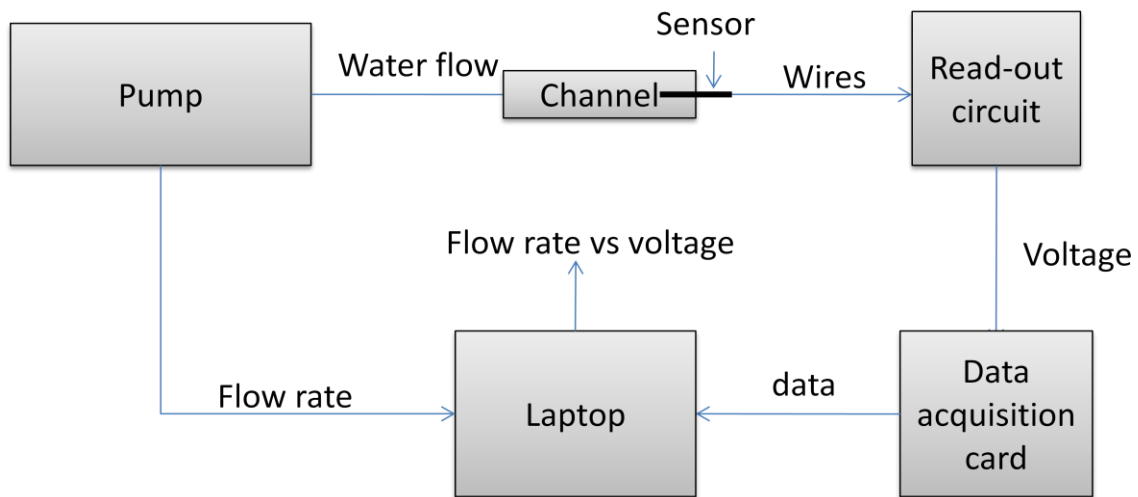 Sensor
Pump
Water flow
Channel
Wires
Read-out
circuit
Flow rate vs voltage
Voltage
Flow rate
Laptop
data
Data
acquisition
card